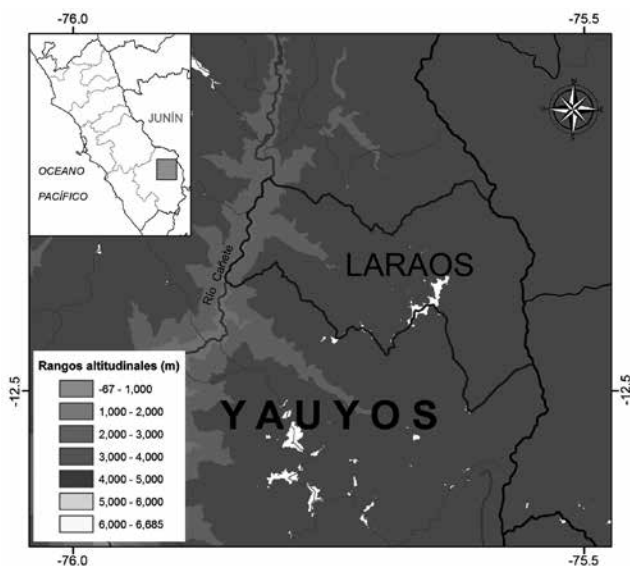 -76.0
-75.5
JUNÍN
OCEANO
PACÍFICO
Río Cañete
LARAOS
YAUYOS
Rangos altitudinales (m)
-67 - 1,000
1,000 - 2,000
2,000 - 3,000
3,000 - 4,000
4,000 - 5,000
5,000 - 6,000
6,000 - 6,685
-12.5
-12.5
-76.0
-75.5